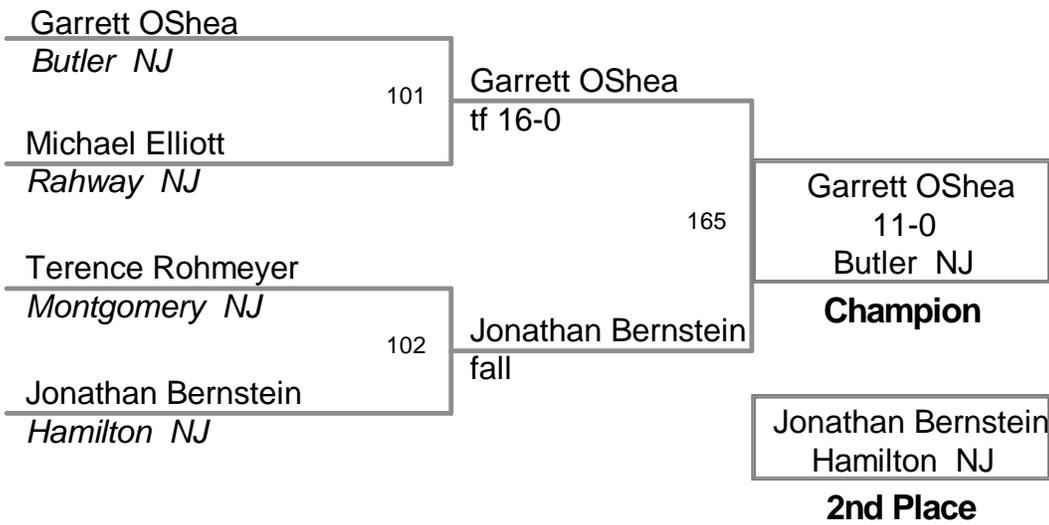 Garrett OShea
Butler NJ
101
Michael Elliott
Rahway NJ
Terence Rohmeyer
Montgomery NJ
102
Jonathan Bernstein
Hamilton NJ
Garrett OShea
tf 16-0
165
Jonathan Bernstein
fall
Garrett OShea
11-0
Butler NJ
Champion
Jonathan Bernstein
Hamilton NJ
2nd Place